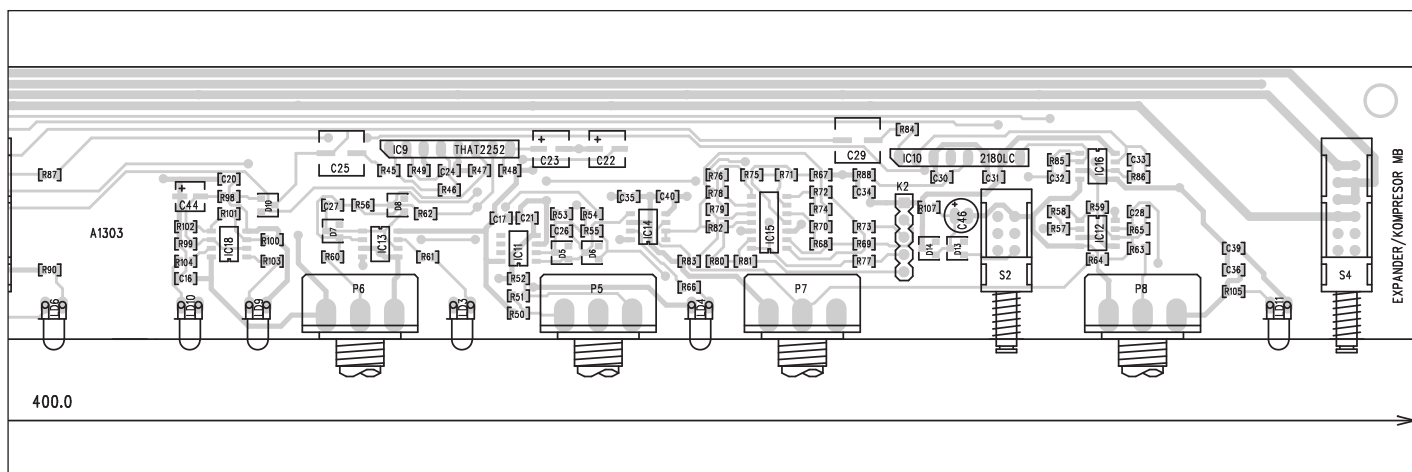 R84
IC9 THAT2252
C25
C23
C22
C29
IC10 2180LC
R85
IC16
C33
R87
C20
R45
R49
C24
R47
R48
R76
R75
R71
R67
R88
C30
C31
C32
R86
R46
C44
R98
D10
C27
R56
D8
C35
C40
R78
R72
C34
K2
R101
R62
C17
C21
R53
R54
R79
R74
R107
C46
R58
R59
C28
A1303
R102
IC18
D7
IC13
IC11
C26
R55
IC14
R82
IC15
R70
R73
R57
IC12
R65
R99
R100
D5
D6
R68
R69
D14
D13
R63
C39
R104
R103
R60
R61
R83
R80
R81
R77
R64
R90
C16
R52
S2
C36
S4
P6
R51
P5
R66
P7
P8
R105
R50
EXPANDER/KOMPRESOR MB
400.0